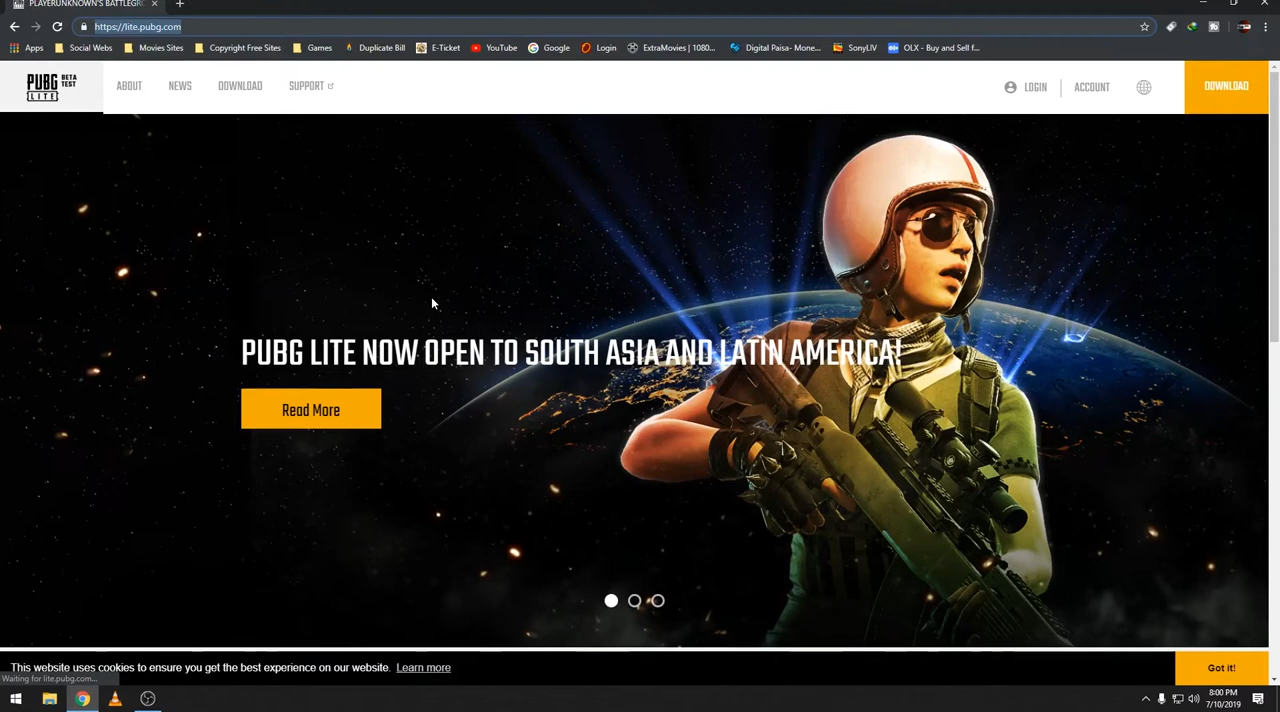 PLAYERUNKNOWN'S BATTLEGR
https://lite.pubg.com
Apps Social Webs Movies Sites Copyright Free Sites Games Duplicate Bill E-Ticket YouTube Google Login ExtraMovies | 1080... Digital Paisa- Mone... SonyLIV OLX - Buy and Sell f...
PUBG BETA TEST LITE
ABOUT NEWS DOWNLOAD SUPPORT LOGIN ACCOUNT DOWNLOAD
PUBG LITE NOW OPEN TO SOUTH ASIA AND LATIN AMERICA!
Read More
This website uses cookies to ensure you get the best experience on our website. Learn more Got it!
Waiting for lite.pubg.com...
8:00 PM
7/10/2019